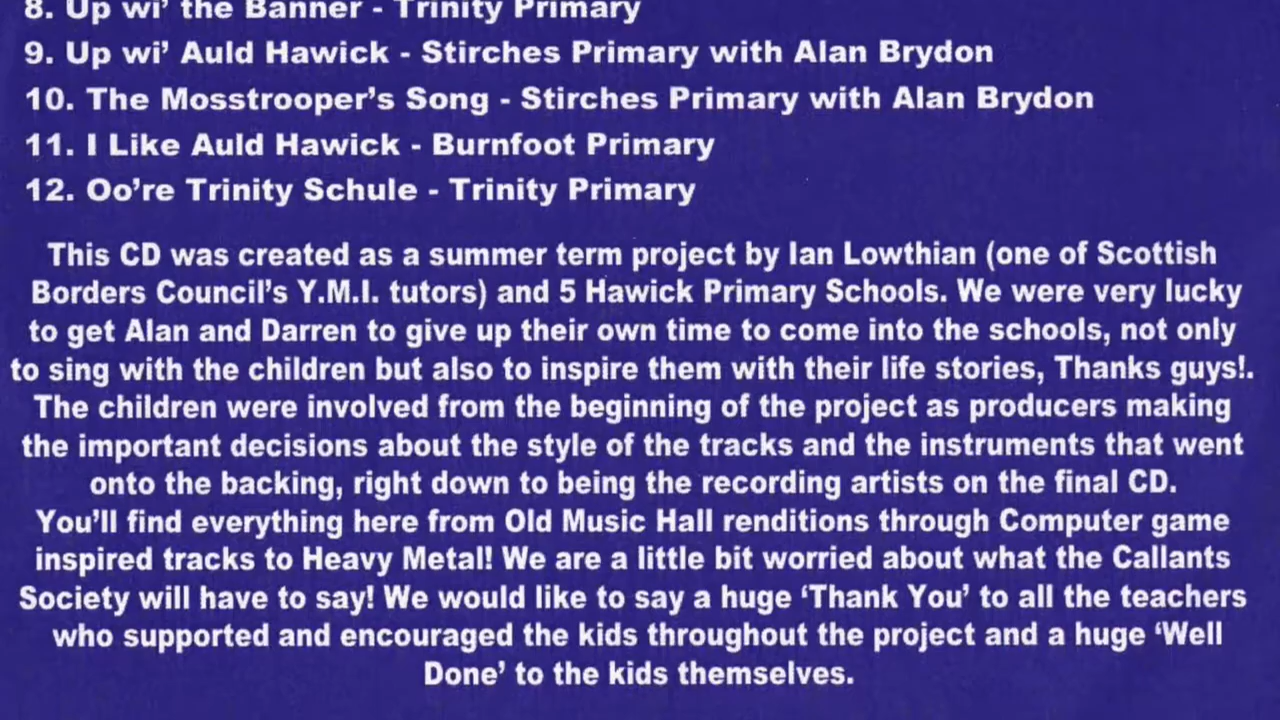 8. Up wi' the Banner - Trinity Primary
9. Up wi' Auld Hawick - Stirches Primary with Alan Brydon
10. The Mosstrooper's Song - Stirches Primary with Alan Brydon
11. I Like Auld Hawick - Burnfoot Primary
12. Oo're Trinity Schule - Trinity Primary
This CD was created as a summer term project by Ian Lowthian (one of Scottish
Borders Council's Y.M.I. tutors) and 5 Hawick Primary Schools. We were very lucky
to get Alan and Darren to give up their own time to come into the schools, not only
to sing with the children but also to inspire them with their life stories, Thanks guys!.
The children were involved from the beginning of the project as producers making
the important decisions about the style of the tracks and the instruments that went
onto the backing, right down to being the recording artists on the final CD.
You'll find everything here from Old Music Hall renditions through Computer game
inspired tracks to Heavy Metal! We are a little bit worried about what the Callants
Society will have to say! We would like to say a huge ‘Thank You’ to all the teachers
who supported and encouraged the kids throughout the project and a huge ‘Well
Done’ to the kids themselves.